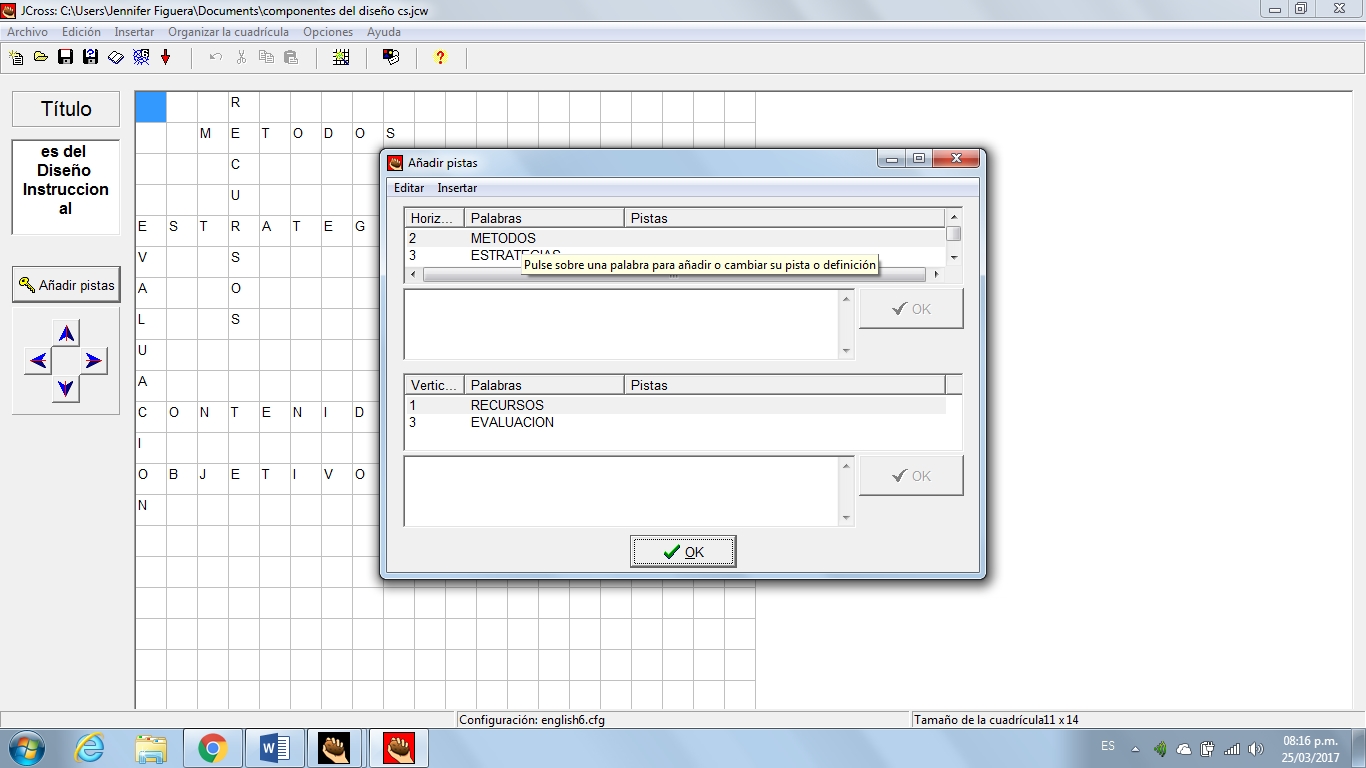 JCross: C:\Users\Jennifer Figuera\Documents\componentes del diseño cs.jcw
Archivo Edición Insertar Organizar la cuadrícula Opciones Ayuda
Título
es del
Diseño
Instruccion
al
Añadir pistas
R
M E T O D O S
C
U
E S T R A T E G
V S
A O
L S
U
A
C O N T E N I D
I
O B J E T I V O
N
Añadir pistas
Editar Insertar
Horiz... Palabras Pistas
2 METODOS
3 ESTRATEGIAS
Pulse sobre una palabra para añadir o cambiar su pista o definición
OK
Vertic... Palabras Pistas
1 RECURSOS
3 EVALUACION
OK
OK
Configuración: english6.cfg
Tamaño de la cuadrícula11 x 14
ES
08:16 p.m.
25/03/2017